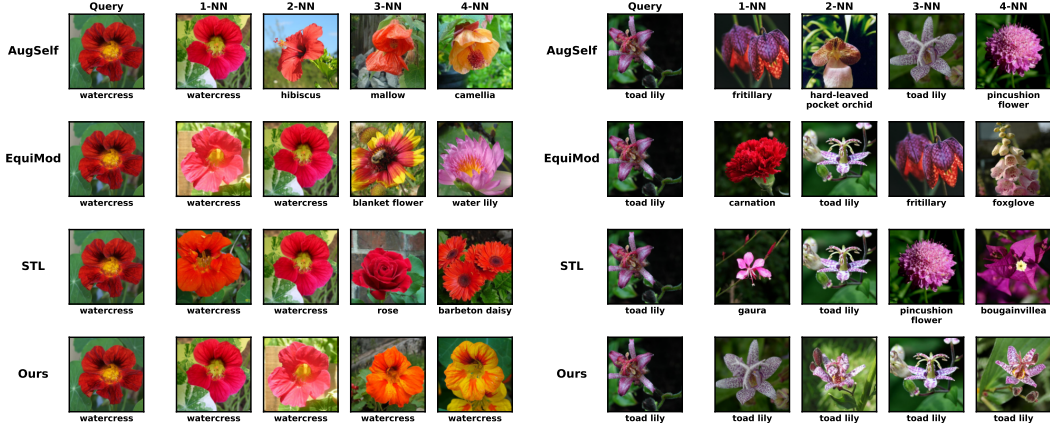 Query 1-NN 2-NN 3-NN 4-NN
AugSelf
watercress watercress hibiscus mallow camellia
EquiMod
watercress watercress watercress blanket flower water lily
STL
watercress watercress watercress rose barbeton daisy
Ours
watercress watercress watercress watercress watercress
Query 1-NN 2-NN 3-NN 4-NN
AugSelf
toad lily fritillary hard-leaved toad lily pincushion
pocket orchid flower
EquiMod
toad lily carnation toad lily fritillary foxglove
STL
toad lily gaura toad lily pincushion bougainvillea
flower
Ours
toad lily toad lily toad lily toad lily toad lily